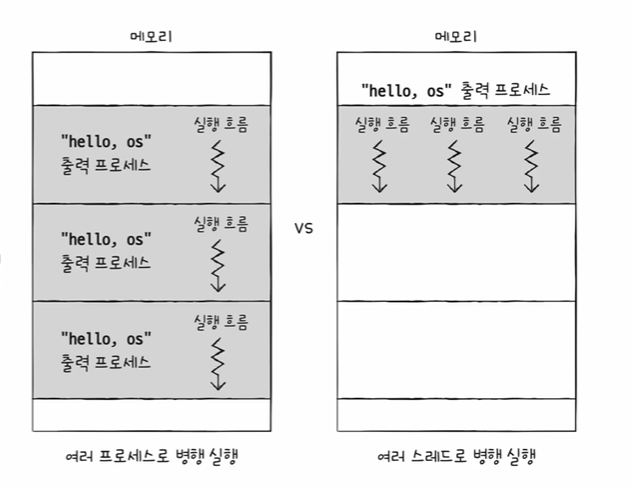 메모리
"hello, os"
출력 프로세스
실행 흐름
"hello, os"
출력 프로세스
실행 흐름
"hello, os"
출력 프로세스
실행 흐름
여러 프로세스로 병행 실행
vs
메모리
"hello, os" 출력 프로세스
실행 흐름 실행 흐름 실행 흐름
여러 스레드로 병행 실행